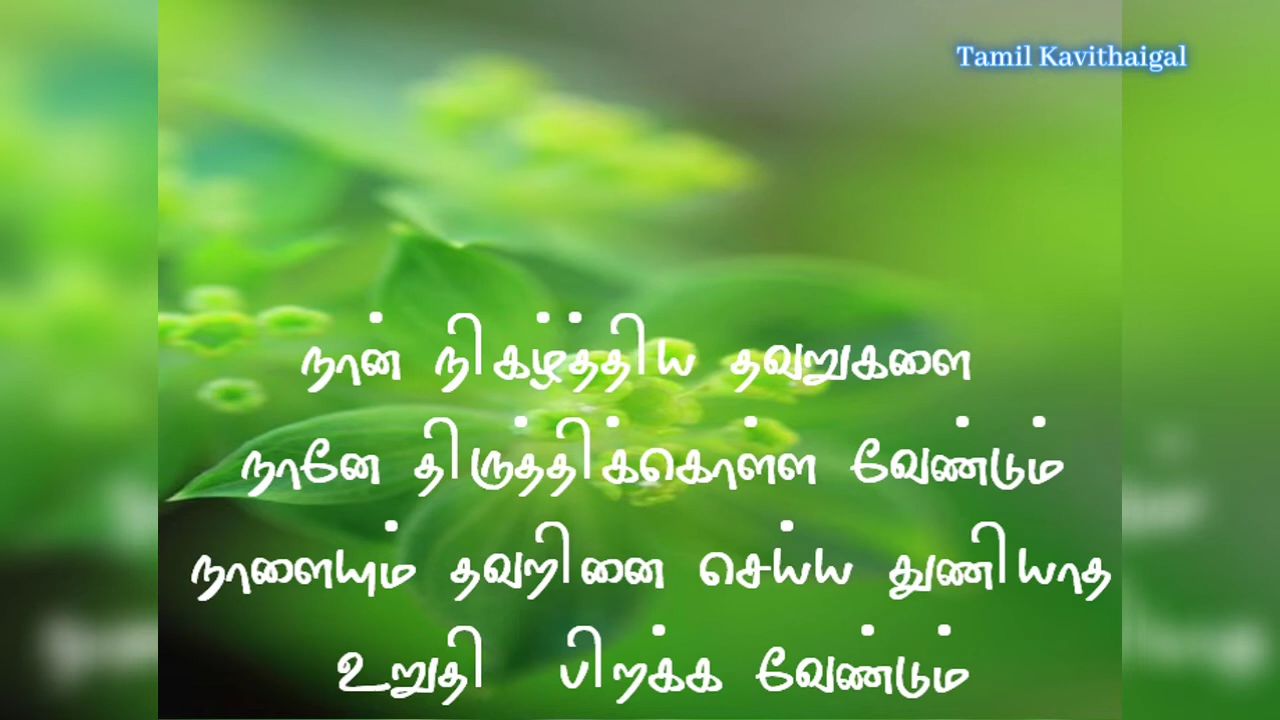 Tamil Kavithaigal
நான் நிகழ்த்திய தவறுகளை
நானே திருத்திக்கொள்ள வேண்டும்
நாளையும் தவறினை செய்ய துணியாத
உறுதி பிறக்க வேண்டும்